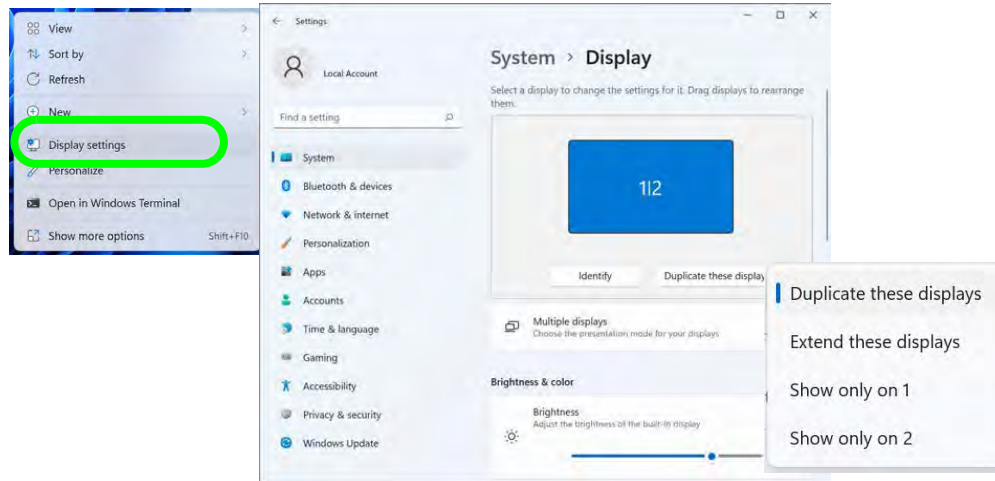 View
Sort by
Refresh
New
Display settings
Personalize
Open in Windows Terminal
Show more options Shift+F10
Settings
Local Account
Find a setting
System
Bluetooth & devices
Network & internet
Personalization
Apps
Accounts
Time & language
Gaming
Accessibility
Privacy & security
Windows Update
System > Display
Select a display to change the settings for it. Drag displays to rearrange
them.
1|2
Identify
Duplicate these display
Multiple displays
Choose the presentation mode for your displays
Brightness & color
Brightness
Adjust the brightness of the built-in display
Duplicate these displays
Extend these displays
Show only on 1
Show only on 2